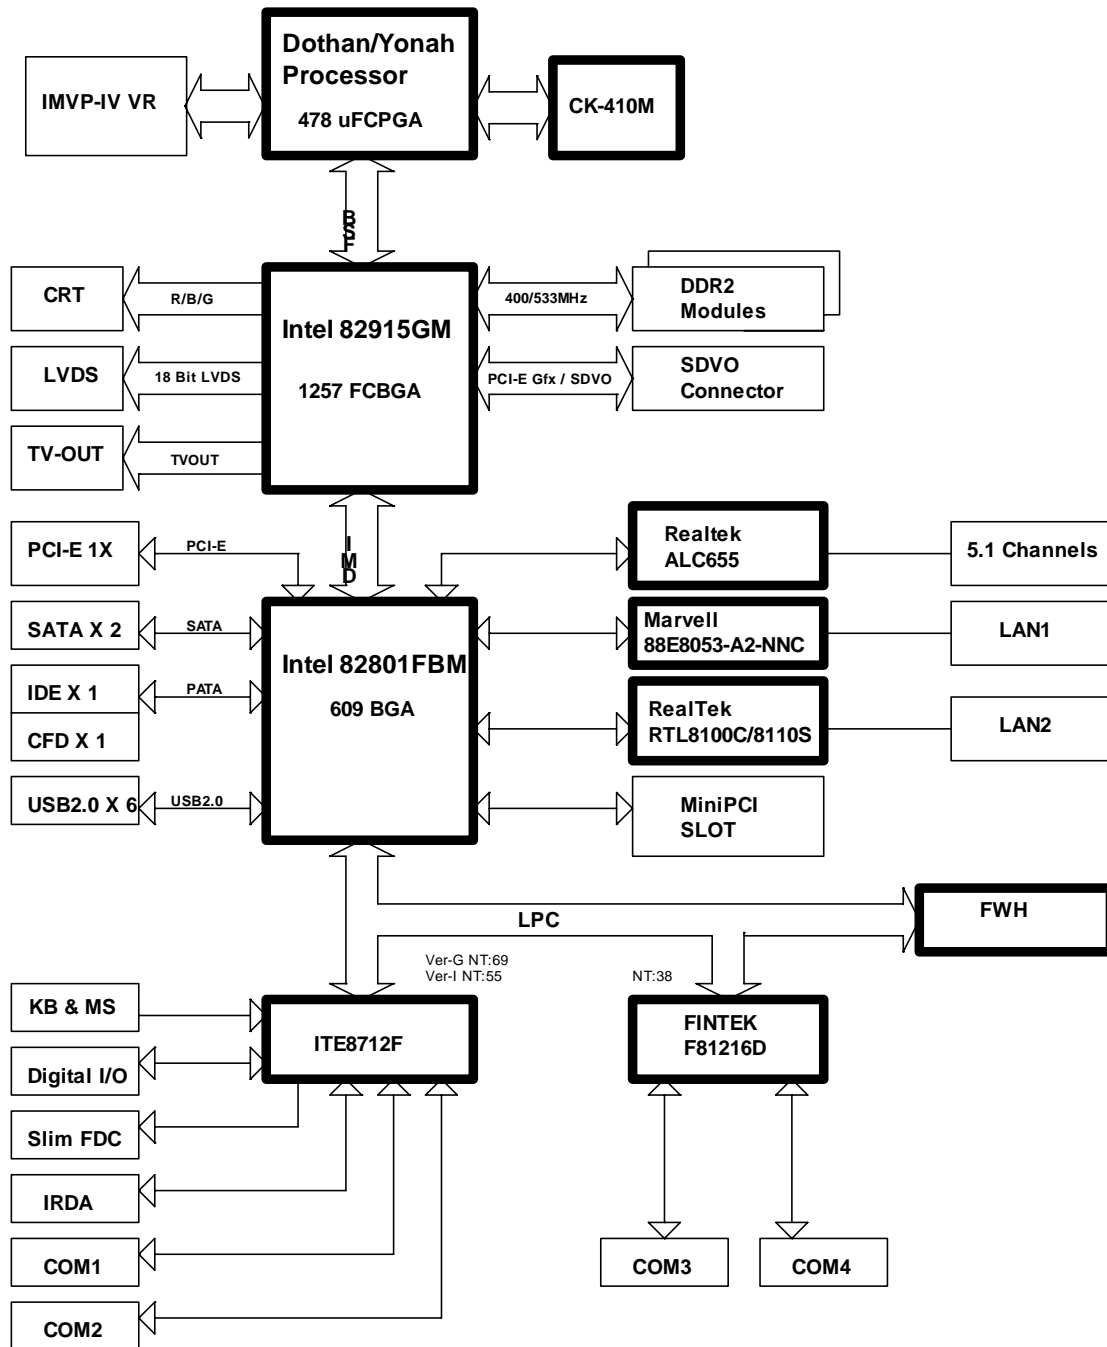 Dothan/Yonah
Processor
478 uFCPGA
IMVP-IV VR
CK-410M
FSB
CRT
R/B/G
Intel 82915GM
1257 FCBGA
400/533MHz
DDR2
Modules
LVDS
18 Bit LVDS
PCI-E Gfx / SDVO
SDVO
Connector
TV-OUT
TVOUT
DMI
PCI-E 1X
PCI-E
Realtek
ALC655
5.1 Channels
SATA X 2
SATA
Intel 82801FBM
609 BGA
Marvell
88E8053-A2-NNC
LAN1
IDE X 1
PATA
CFD X 1
RealTek
RTL8100C/8110S
LAN2
USB2.0 X 6
USB2.0
MiniPCI
SLOT
LPC
FWH
Ver-G NT:69
Ver-I NT:55
NT:38
KB & MS
ITE8712F
FINTEK
F81216D
Digital I/O
Slim FDC
IRDA
COM1
COM2
COM3
COM4